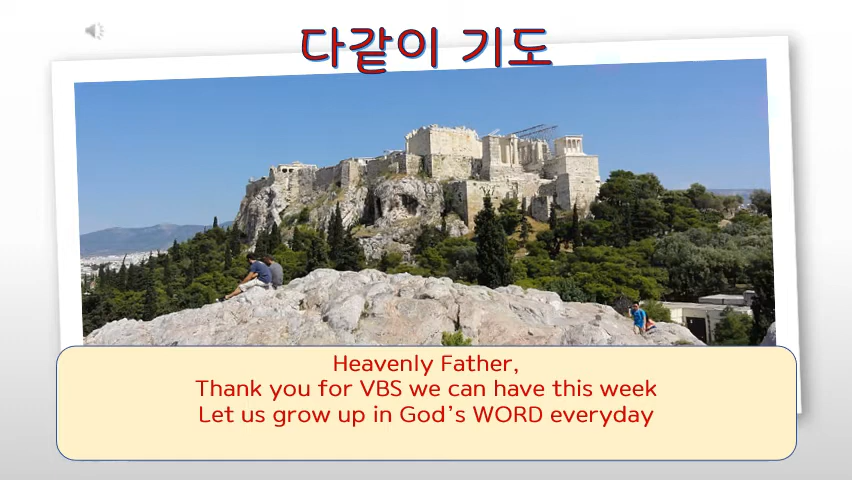 다같이 기도
Heavenly Father,
Thank you for VBS we can have this week
Let us grow up in God's WORD everyday